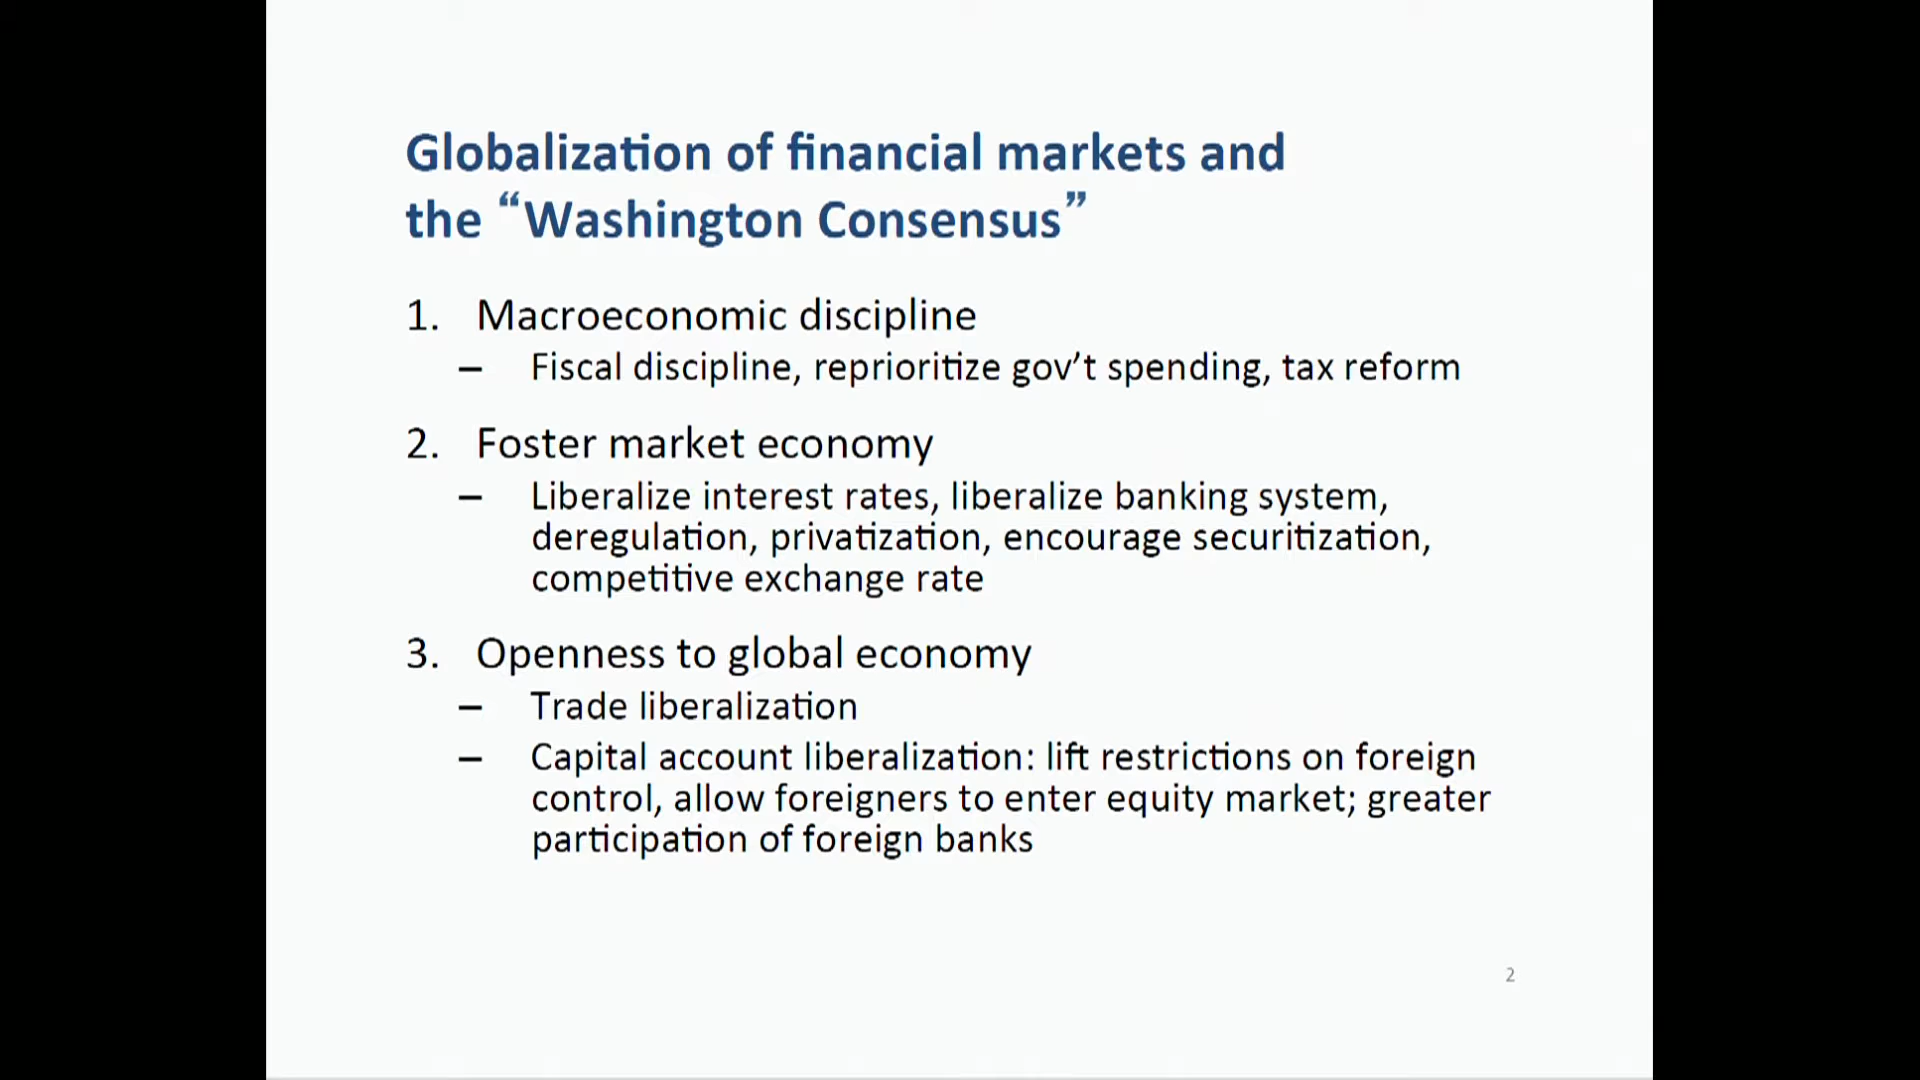 Globalization of financial markets and
the “Washington Consensus”
1. Macroeconomic discipline
– Fiscal discipline, reprioritize gov’t spending, tax reform
2. Foster market economy
– Liberalize interest rates, liberalize banking system,
deregulation, privatization, encourage securitization,
competitive exchange rate
3. Openness to global economy
– Trade liberalization
– Capital account liberalization: lift restrictions on foreign
control, allow foreigners to enter equity market; greater
participation of foreign banks
2